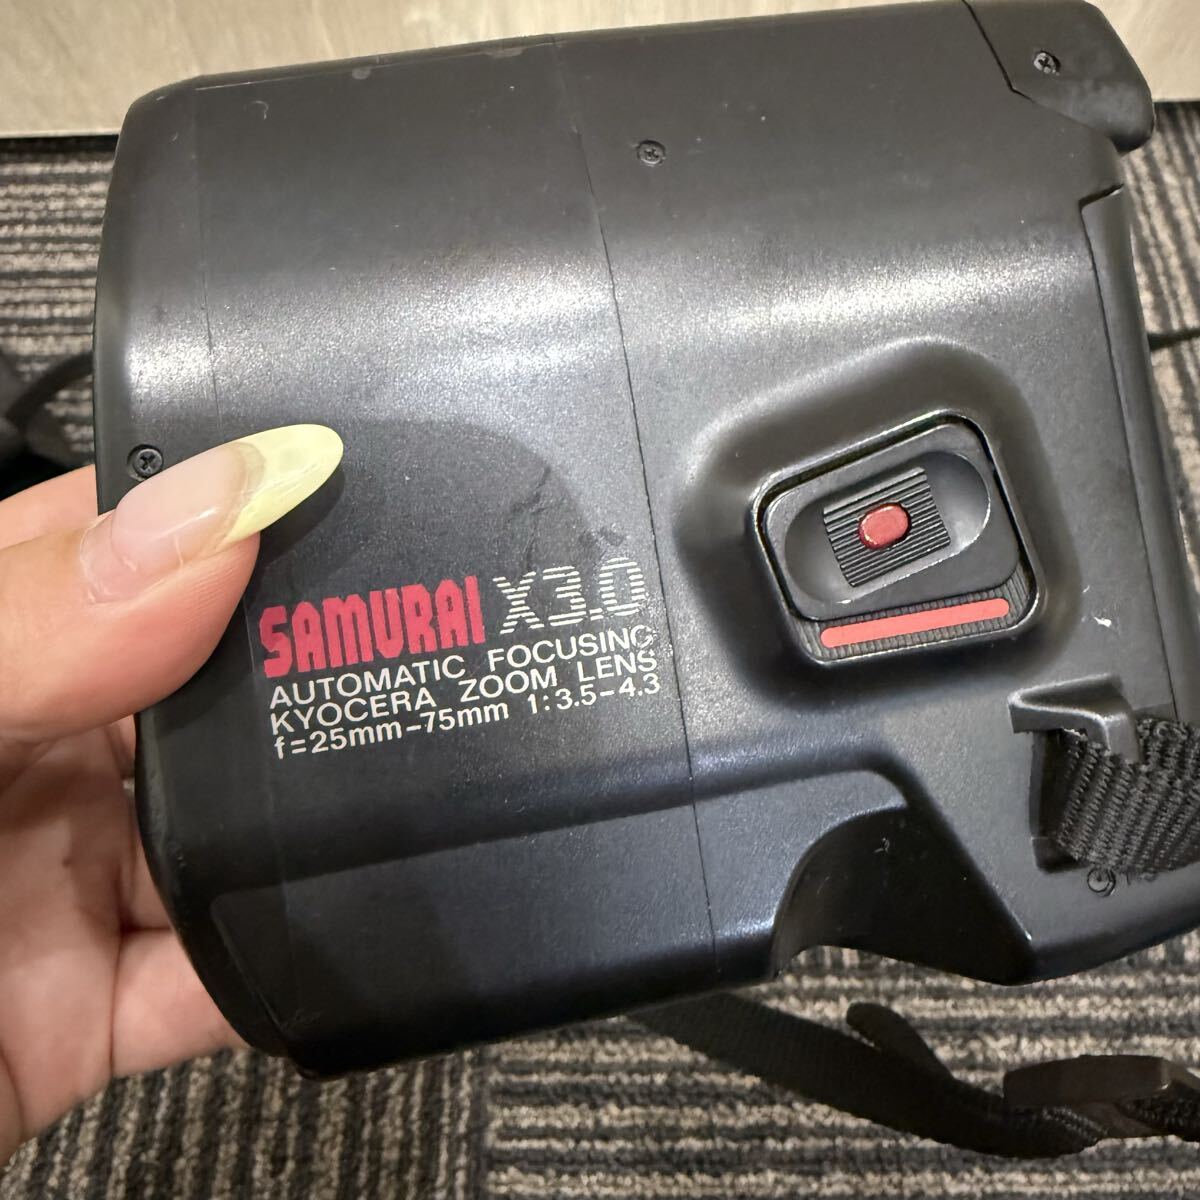 SAMURAI X3.0
AUTOMATIC FOCUSING
KYOCERA ZOOM LENS
f=25mm-75mm 1:3.5-4.3